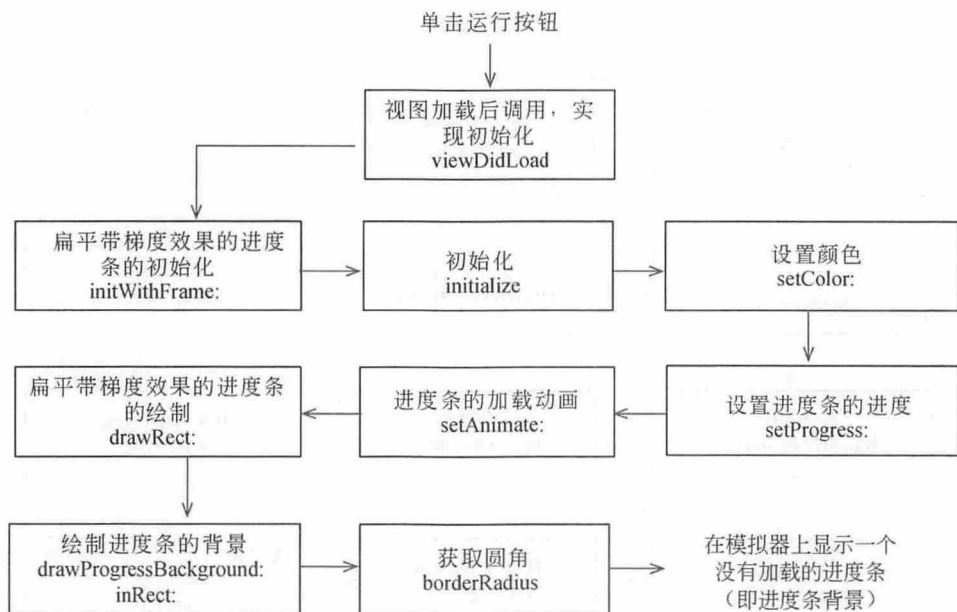 单击运行按钮
视图加载后调用，实
现初始化
viewDidLoad
扁平带梯度效果的进度
条的初始化
initWithFrame:
初始化
initialize
设置颜色
setColor:
扁平带梯度效果的进度条
的绘制
drawRect:
进度条的加载动画
setAnimate:
设置进度条的进度
setProgress:
绘制进度条的背景
drawProgressBackground:
inRect:
获取圆角
borderRadius
在模拟器上显示一个
没有加载的进度条
（即进度条背景）